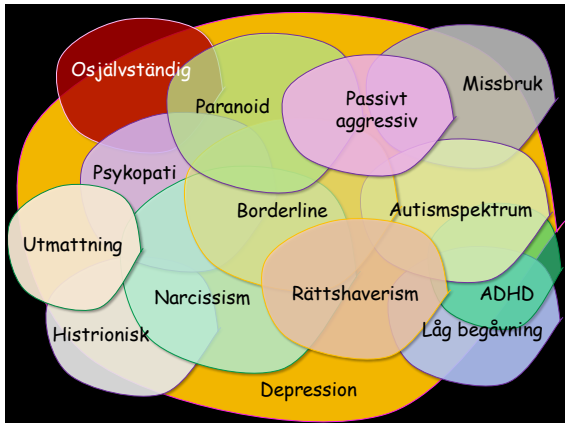 Osjälvständig
Missbruk
Paranoid
Passivt
aggressiv
Psykopati
Borderline
Autismspektrum
Utmattning
Narcissism
Rättshaverism
ADHD
Histrionisk
Låg begåvning
Depression